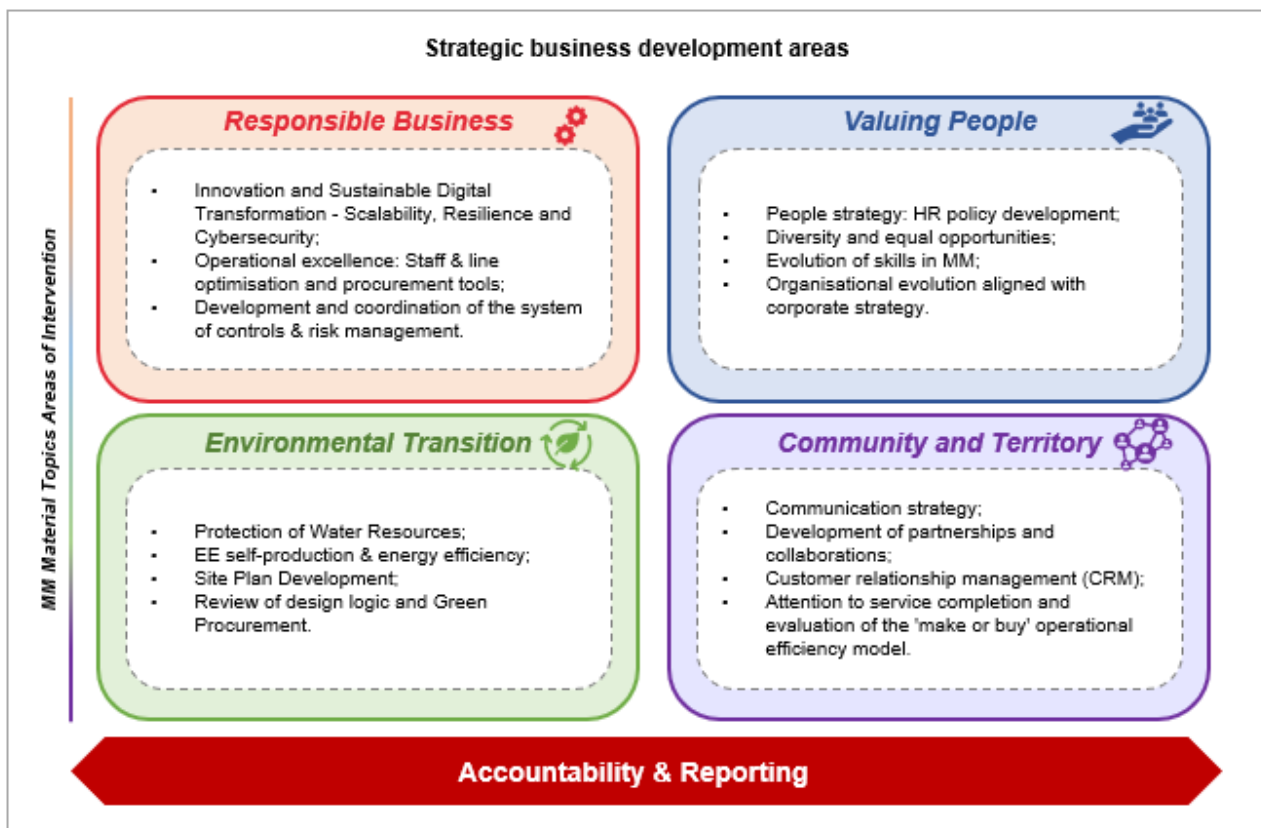 Strategic business development areas
MM Material Topics Areas of Intervention
Responsible Business
▪ Innovation and Sustainable Digital
Transformation - Scalability, Resilience and
Cybersecurity;
▪ Operational excellence: Staff & line
optimisation and procurement tools;
▪ Development and coordination of the system
of controls & risk management.
Valuing People
▪ People strategy: HR policy development;
▪ Diversity and equal opportunities;
▪ Evolution of skills in MM;
▪ Organisational evolution aligned with
corporate strategy.
Environmental Transition
▪ Protection of Water Resources;
▪ EE self-production & energy efficiency;
▪ Site Plan Development;
▪ Review of design logic and Green
Procurement.
Community and Territory
▪ Communication strategy;
▪ Development of partnerships and
collaborations;
▪ Customer relationship management (CRM);
▪ Attention to service completion and
evaluation of the 'make or buy' operational
efficiency model.
Accountability & Reporting